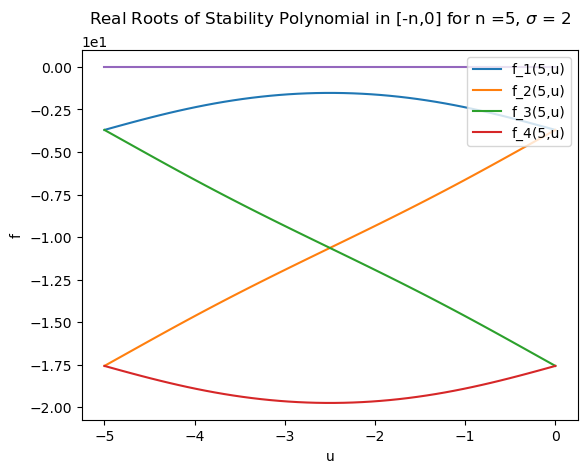 Real Roots of Stability Polynomial in [-n,0] for n =5, σ = 2
1e1
0.00
−0.25
−0.50
−0.75
−1.00
−1.25
−1.50
−1.75
−2.00
f
f_1(5,u)
f_2(5,u)
f_3(5,u)
f_4(5,u)
−5
−4
−3
−2
−1
0
u